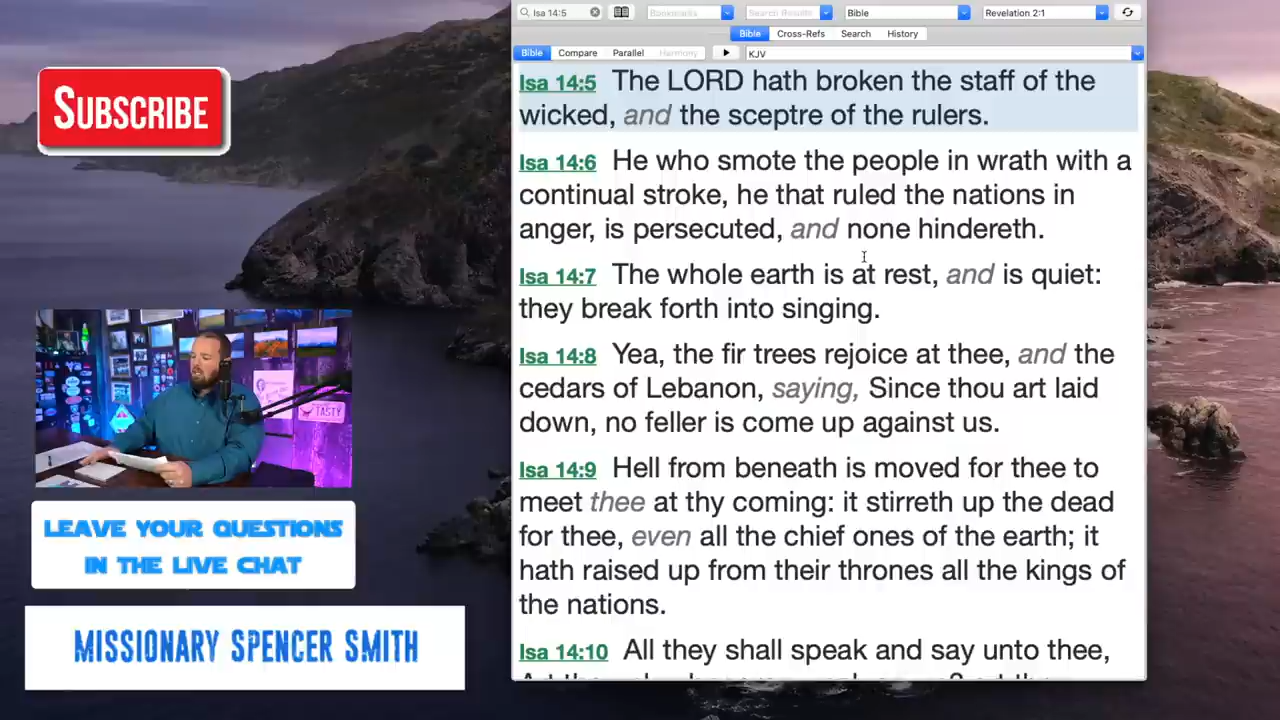 SUBSCRIBE
TASTY
LEAVE YOUR QUESTIONS
IN THE LIVE CHAT
MISSIONARY SPENCER SMITH
Isa 14:5
Bookmarks
Search Results
Bible
Revelation 2:1
Bible
Cross-Refs
Search
History
Bible
Compare
Parallel
Harmony
KJV
Isa 14:5 The LORD hath broken the staff of the
wicked, and the sceptre of the rulers.
Isa 14:6 He who smote the people in wrath with a
continual stroke, he that ruled the nations in
anger, is persecuted, and none hindereth.
Isa 14:7 The whole earth is at rest, and is quiet:
they break forth into singing.
Isa 14:8 Yea, the fir trees rejoice at thee, and the
cedars of Lebanon, saying, Since thou art laid
down, no feller is come up against us.
Isa 14:9 Hell from beneath is moved for thee to
meet thee at thy coming: it stirreth up the dead
for thee, even all the chief ones of the earth; it
hath raised up from their thrones all the kings of
the nations.
Isa 14:10 All they shall speak and say unto thee,